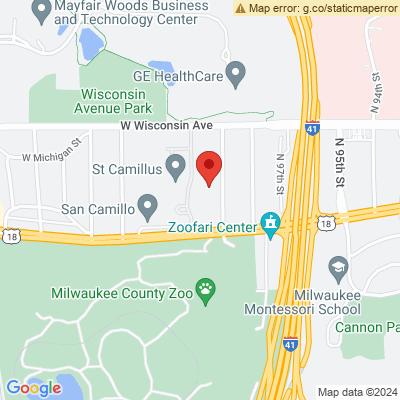 Mayfair Woods Business
and Technology Center
Map error: g.co/staticmaperror
GE HealthCare
Wisconsin
Avenue Park
W Wisconsin Ave
41
N 94th St
W Michigan St
St Camillus
N 97th St
N 95th St
San Camillo
Zoofari Center
18
18
Milwaukee County Zoo
Milwaukee
Montessori School
Cannon Pa
41
Google
Map data ©2024